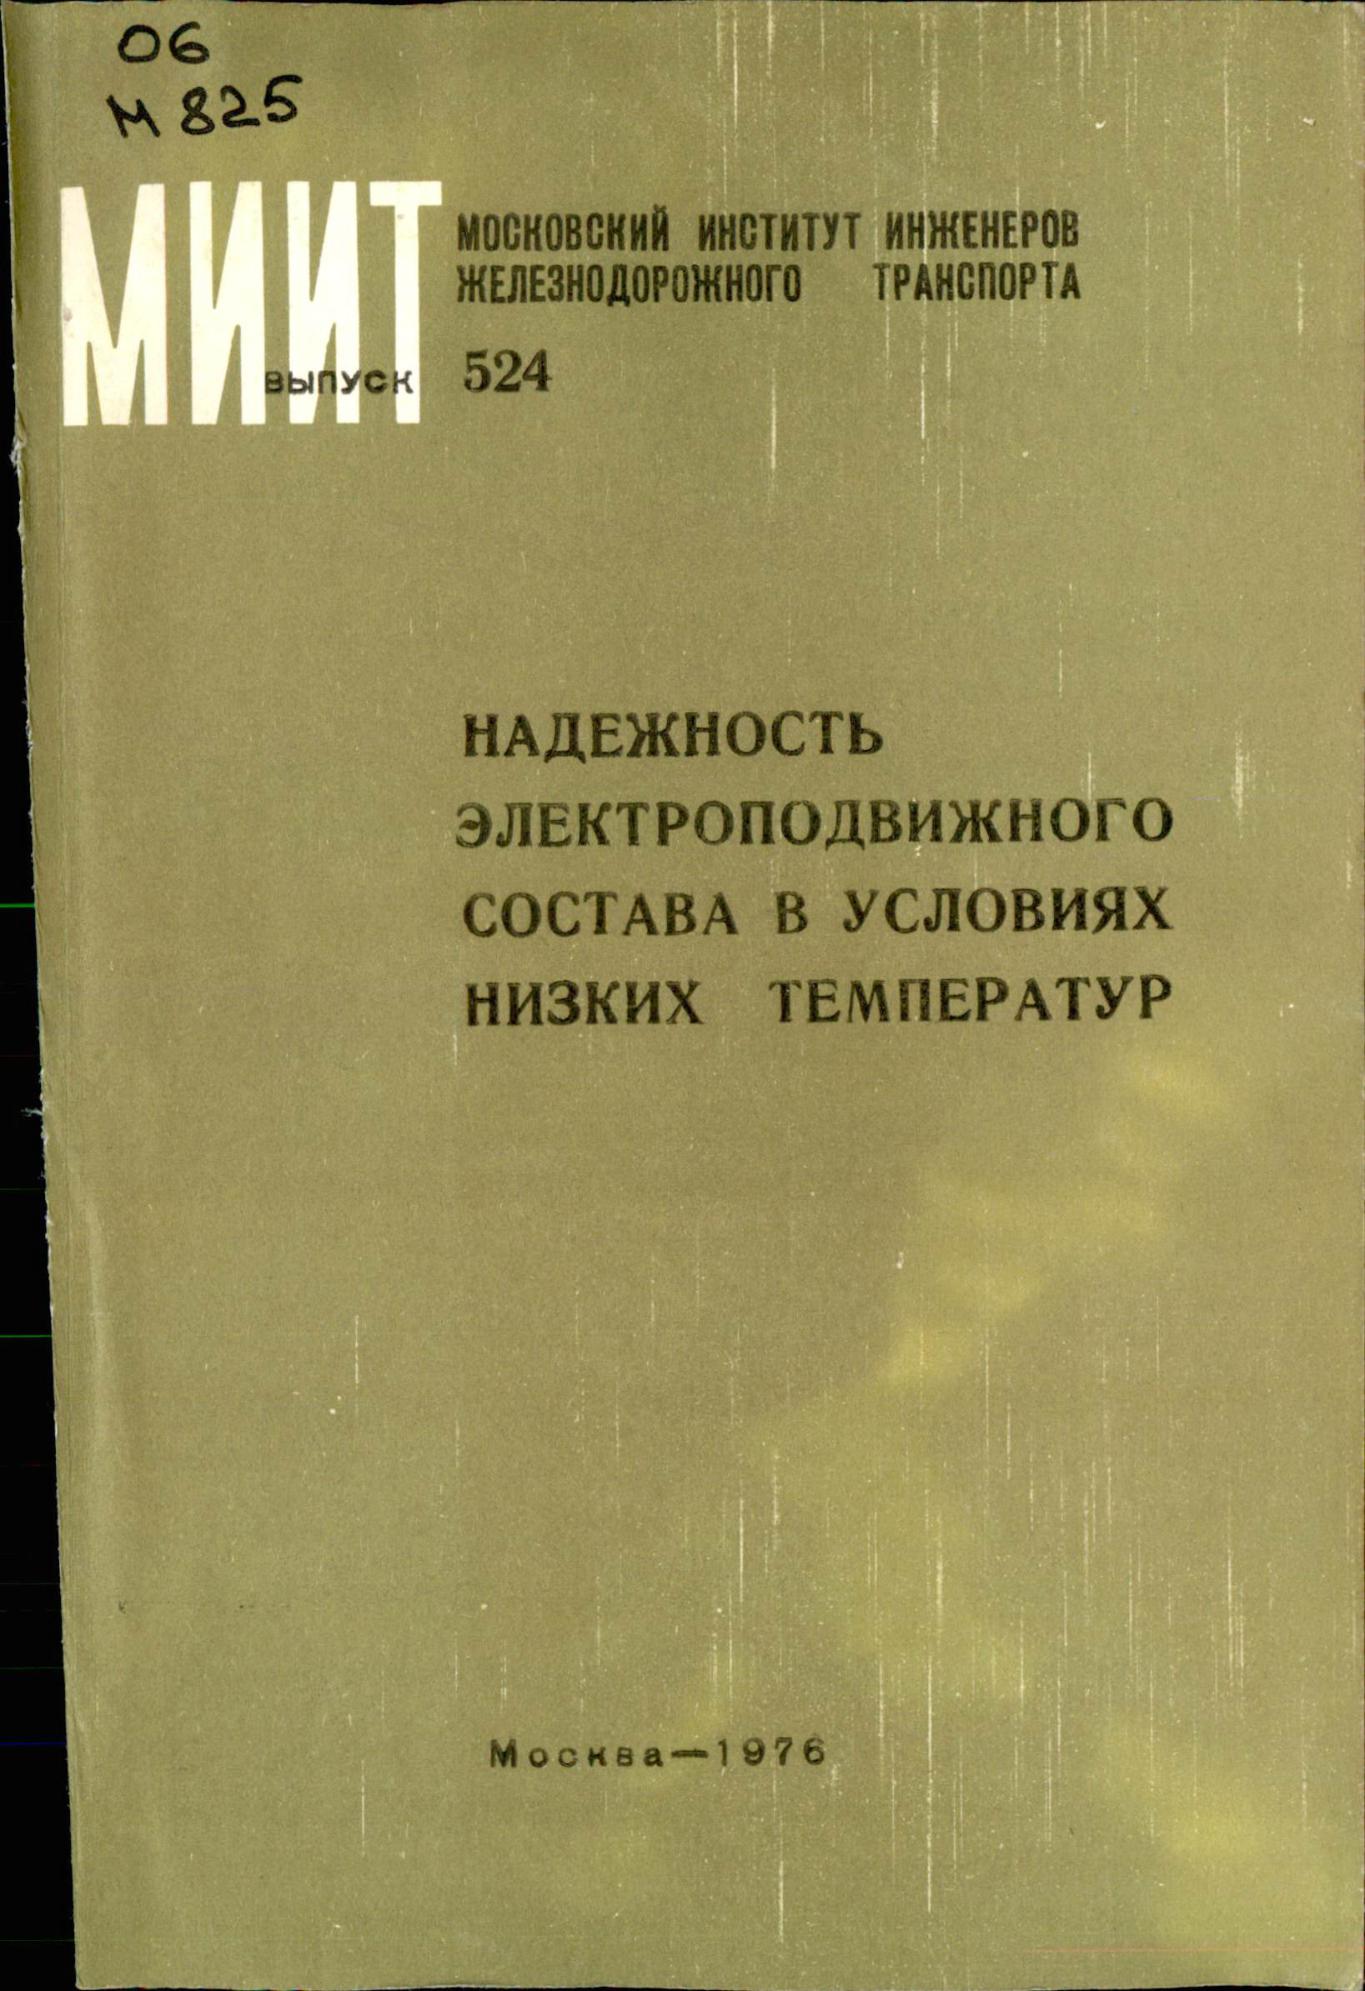 06
М 825
МИИТ
МОСКОВСКИЙ ИНСТИТУТ ИНЖЕНЕРОВ
ЖЕЛЕЗНОДОРОЖНОГО ТРАНСПОРТА
ВЫПУСК 524
НАДЕЖНОСТЬ
ЭЛЕКТРОПОДВИЖНОГО
СОСТАВА В УСЛОВИЯХ
НИЗКИХ ТЕМПЕРАТУР
Москва—1976